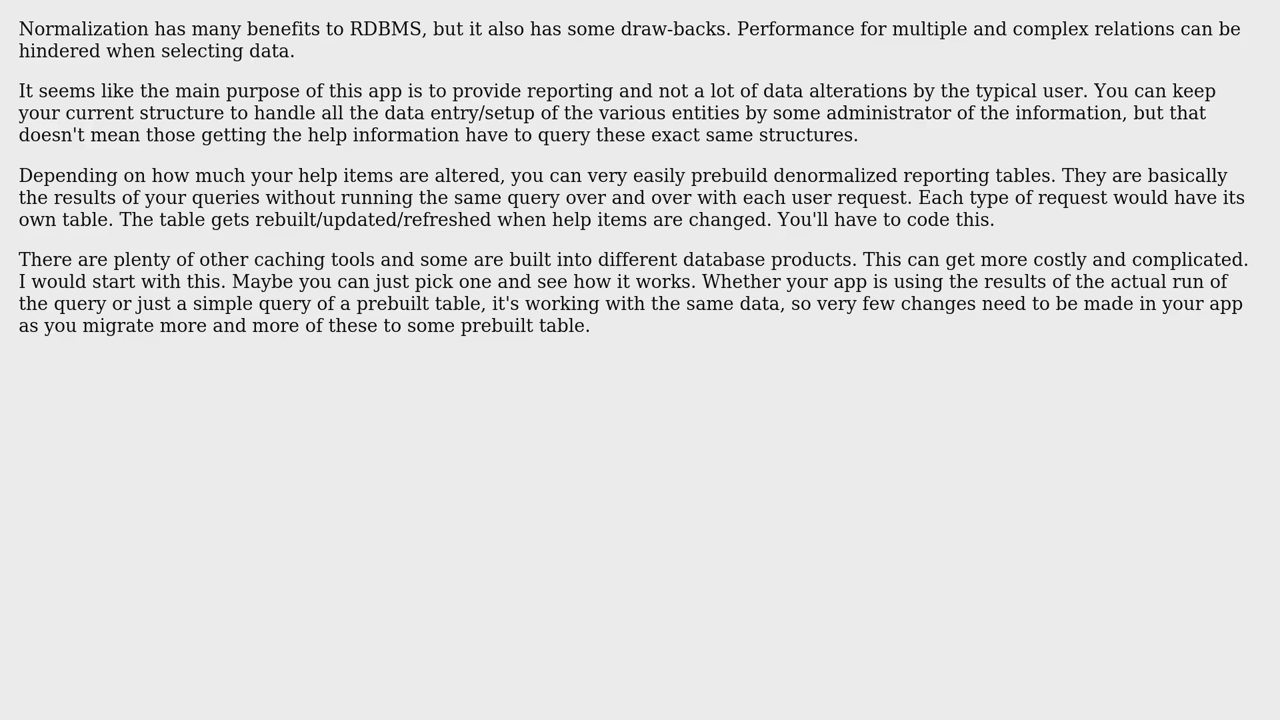 Normalization has many benefits to RDBMS, but it also has some draw-backs. Performance for multiple and complex relations can be
hindered when selecting data.
It seems like the main purpose of this app is to provide reporting and not a lot of data alterations by the typical user. You can keep
your current structure to handle all the data entry/setup of the various entities by some administrator of the information, but that
doesn't mean those getting the help information have to query these exact same structures.
Depending on how much your help items are altered, you can very easily prebuild denormalized reporting tables. They are basically
the results of your queries without running the same query over and over with each user request. Each type of request would have its
own table. The table gets rebuilt/updated/refreshed when help items are changed. You'll have to code this.
There are plenty of other caching tools and some are built into different database products. This can get more costly and complicated.
I would start with this. Maybe you can just pick one and see how it works. Whether your app is using the results of the actual run of
the query or just a simple query of a prebuilt table, it's working with the same data, so very few changes need to be made in your app
as you migrate more and more of these to some prebuilt table.